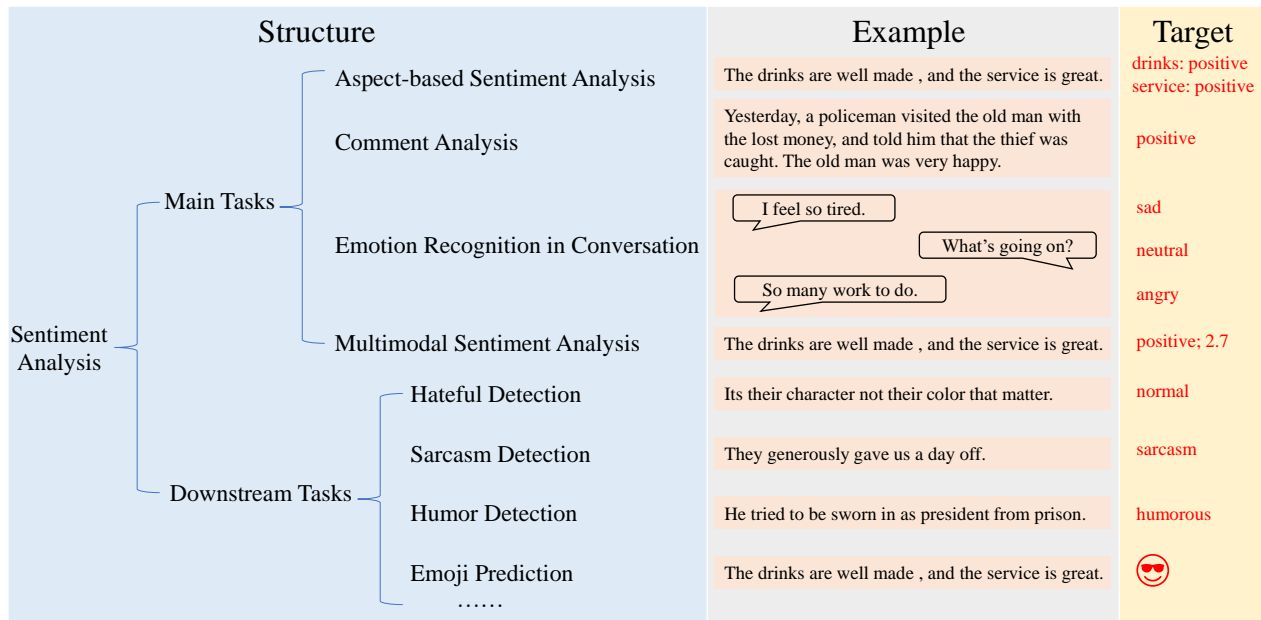 Structure
Example
Target
Sentiment
Analysis
Main Tasks
Aspect-based Sentiment Analysis
The drinks are well made , and the service is great.
drinks: positive
service: positive
Comment Analysis
Yesterday, a policeman visited the old man with
the lost money, and told him that the thief was
caught. The old man was very happy.
positive
Emotion Recognition in Conversation
I feel so tired.
sad
What's going on?
neutral
So many work to do.
angry
Multimodal Sentiment Analysis
The drinks are well made , and the service is great.
positive; 2.7
Downstream Tasks
Hateful Detection
Its their character not their color that matter.
normal
Sarcasm Detection
They generously gave us a day off.
sarcasm
Humor Detection
He tried to be sworn in as president from prison.
humorous
Emoji Prediction
The drinks are well made , and the service is great.
……